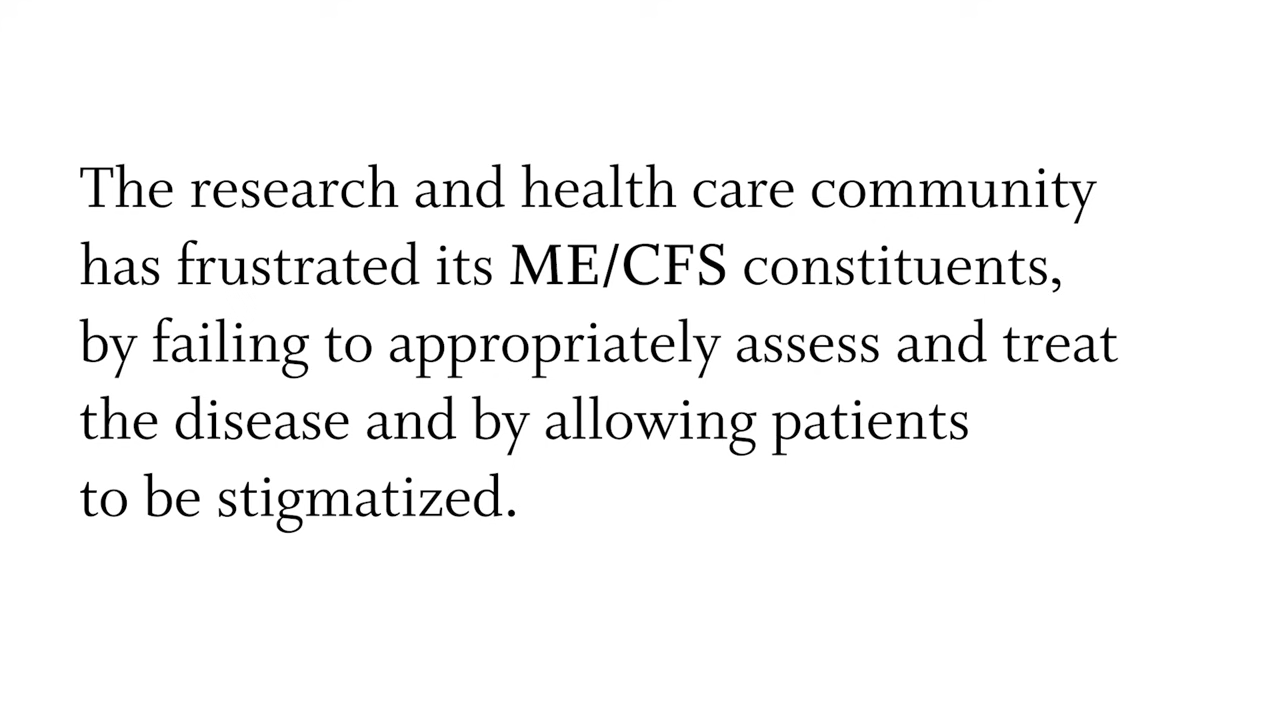 The research and health care community
has frustrated its ME/CFS constituents,
by failing to appropriately assess and treat
the disease and by allowing patients
to be stigmatized.